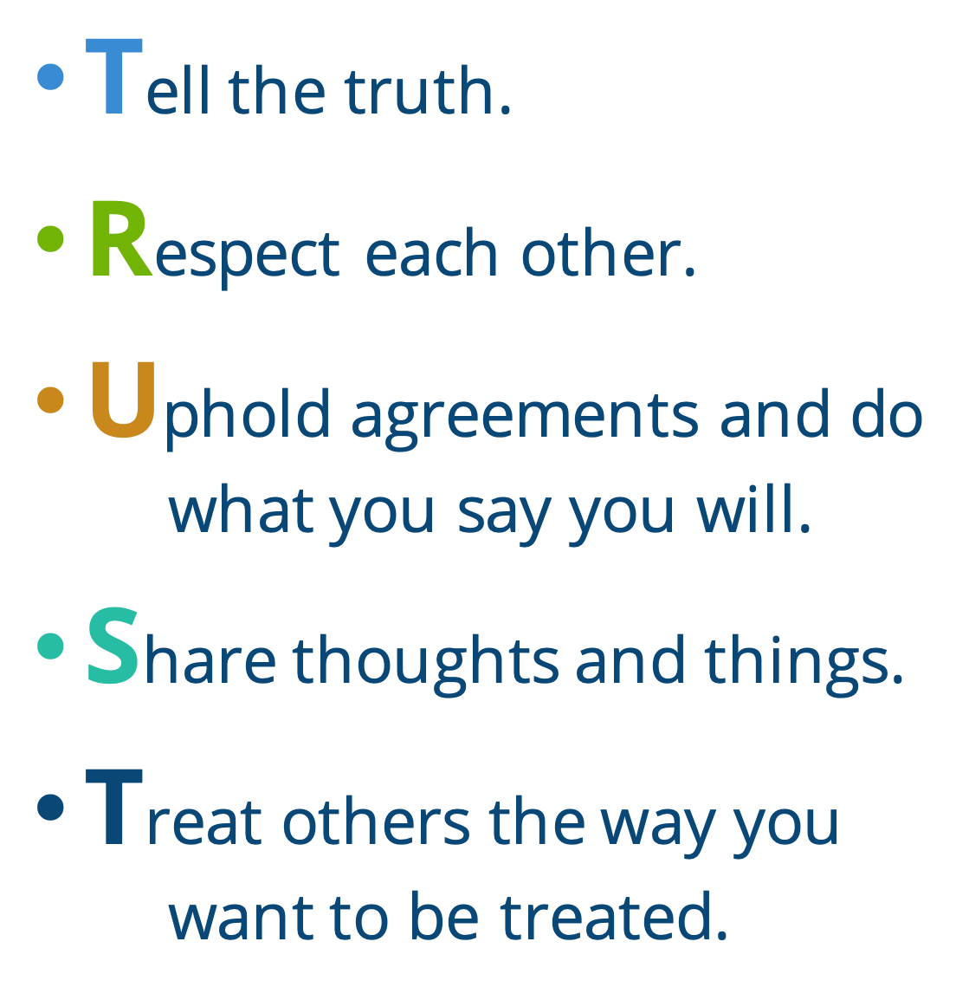 • Tell the truth.
• Respect each other.
• Uphold agreements and do
what you say you will.
• Share thoughts and things.
• Treat others the way you
want to be treated.